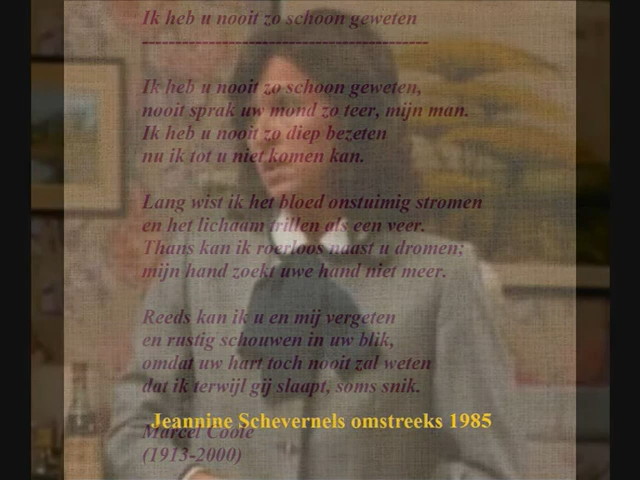 Ik heb u nooit zo schoon geweten
----------------------------------------
Ik heb u nooit zo schoon geweten,
nooit sprak uw mond zo teer, mijn man.
Ik heb u nooit zo diep bezeten
nu ik tot u niet komen kan.
Lang wist ik het bloed onstuimig stromen
en het lichaam trillen als een veer.
Thans kan ik roerloos naast u dromen;
mijn hand zoekt uwe hand niet meer.
Reeds kan ik u en mij vergeten
en rustig schouwen in uw blik,
omdat uw hart toch nooit zal weten
dat ik terwijl gij slaapt, soms snik.
Jeannine Schevernels omstreeks 1985
Marcel Coole
(1913-2000)